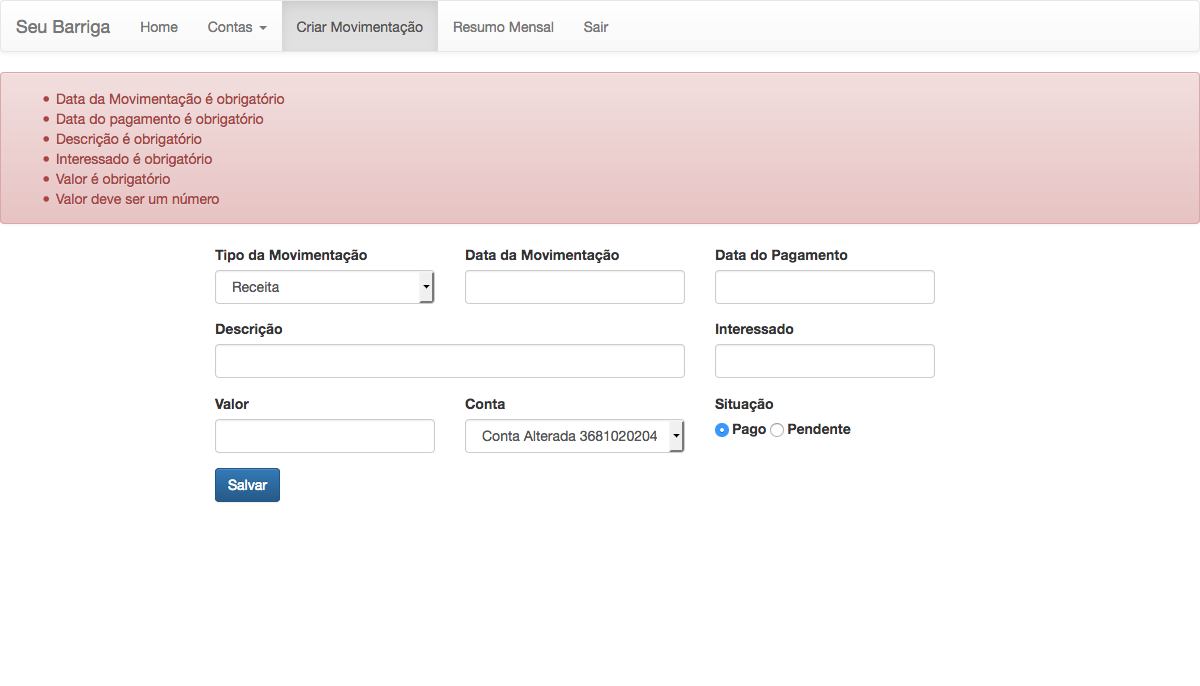 Seu Barriga Home Contas Criar Movimentação Resumo Mensal Sair
Data da Movimentação é obrigatório
Data do pagamento é obrigatório
Descrição é obrigatório
Interessado é obrigatório
Valor é obrigatório
Valor deve ser um número
Tipo da Movimentação Data da Movimentação Data do Pagamento
Receita
Descrição Interessado
Valor Conta Situação
Conta Alterada 3681020204 Pago Pendente
Salvar